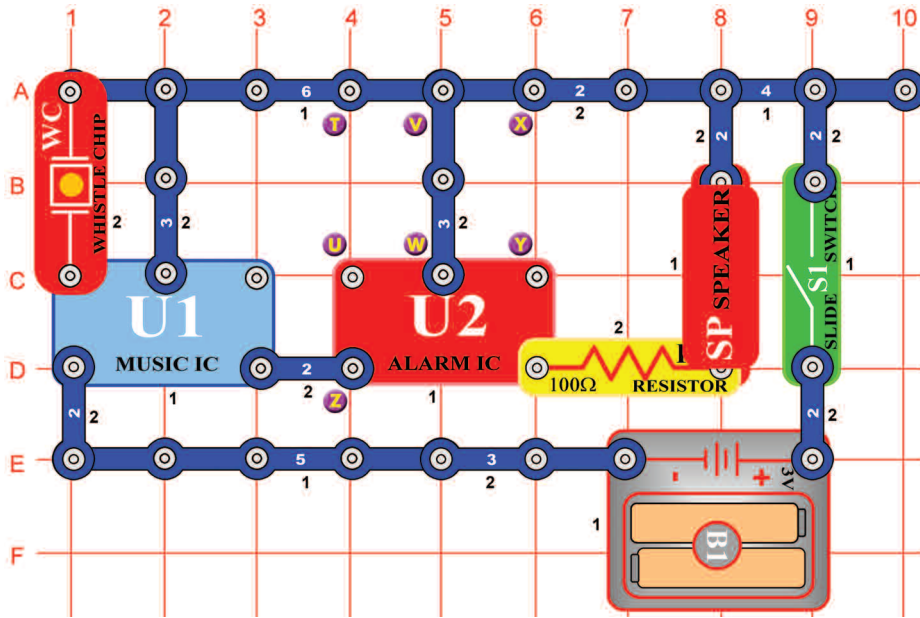 1 2 3 4 5 6 7 8 9 10
A
6
2
4
1
2
1
T V X
WC
WHISTLE CHIP
2
2
2
2
2
B
3
2
3
2
U W Y
SP SPEAKER
1
SLIDE S1 SWITCH
1
C
U1
U2
2
D
MUSIC IC
2
ALARM IC
100Ω
RESISTOR
2
1
Z
1
2
2
2
2
E
5
3
1
2
- +
3V
1
B1
F